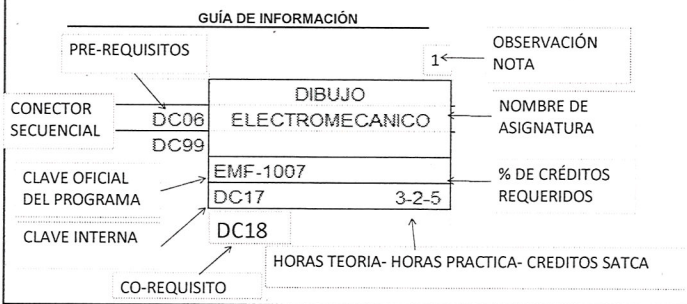 GUÍA DE INFORMACIÓN
PRE-REQUISITOS
OBSERVACIÓN
NOTA
1
CONECTOR
SECUENCIAL
DC06
DC99
DIBUJO
ELECTROMECANICO
NOMBRE DE
ASIGNATURA
CLAVE OFICIAL
DEL PROGRAMA
EMF-1007
% DE CRÉDITOS
REQUERIDOS
DC17 3-2-5
CLAVE INTERNA
DC18
HORAS TEORIA- HORAS PRACTICA- CREDITOS SATCA
CO-REQUISITO